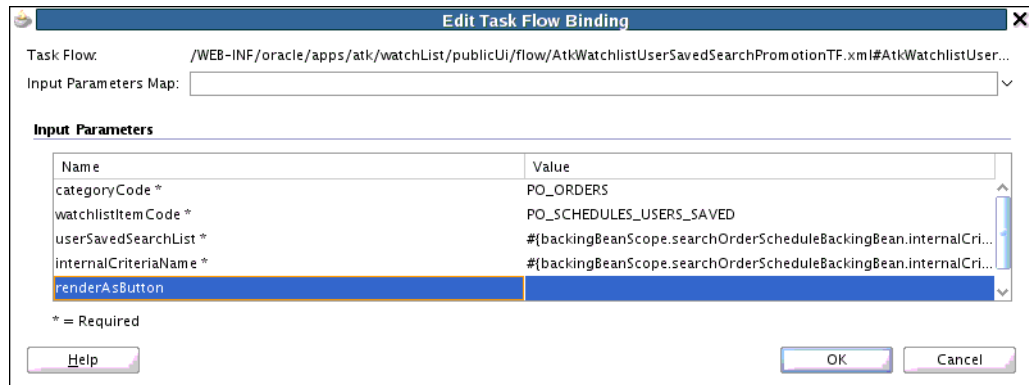 Edit Task Flow Binding
Task Flow: /WEB-INF/oracle/apps/atk/watchList/publicUi/flow/AtkWatchlistUserSavedSearchPromotionTF.xml#AtkWatchlistUser...
Input Parameters Map:
Input Parameters
Name Value
categoryCode * PO_ORDERS
watchlistItemCode * PO_SCHEDULES_USERS_SAVED
userSavedSearchList * #{backingBeanScope.searchOrderScheduleBackingBean.internalCri...
internalCriteriaName * #{backingBeanScope.searchOrderScheduleBackingBean.internalCri...
renderAsButton
* = Required
Help OK Cancel